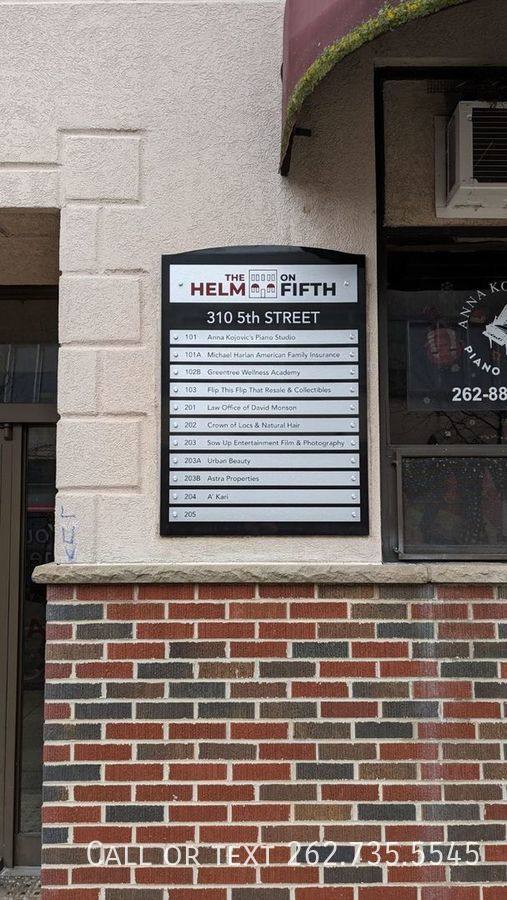 THE HELM ON FIFTH
310 5th STREET
101 Anna Kojovic's Piano Studio
101A Michael Harlan American Family Insurance
102B Greentree Wellness Academy
103 Flip This Flip That Resale & Collectibles
201 Law Office of David Monson
202 Crown of Locs & Natural Hair
203 Sow Up Entertainment Film & Photography
203A Urban Beauty
203B Astra Properties
204 A' Kari
205
ANNA KO
PIANO
262-88
Call or text 262.735.5545